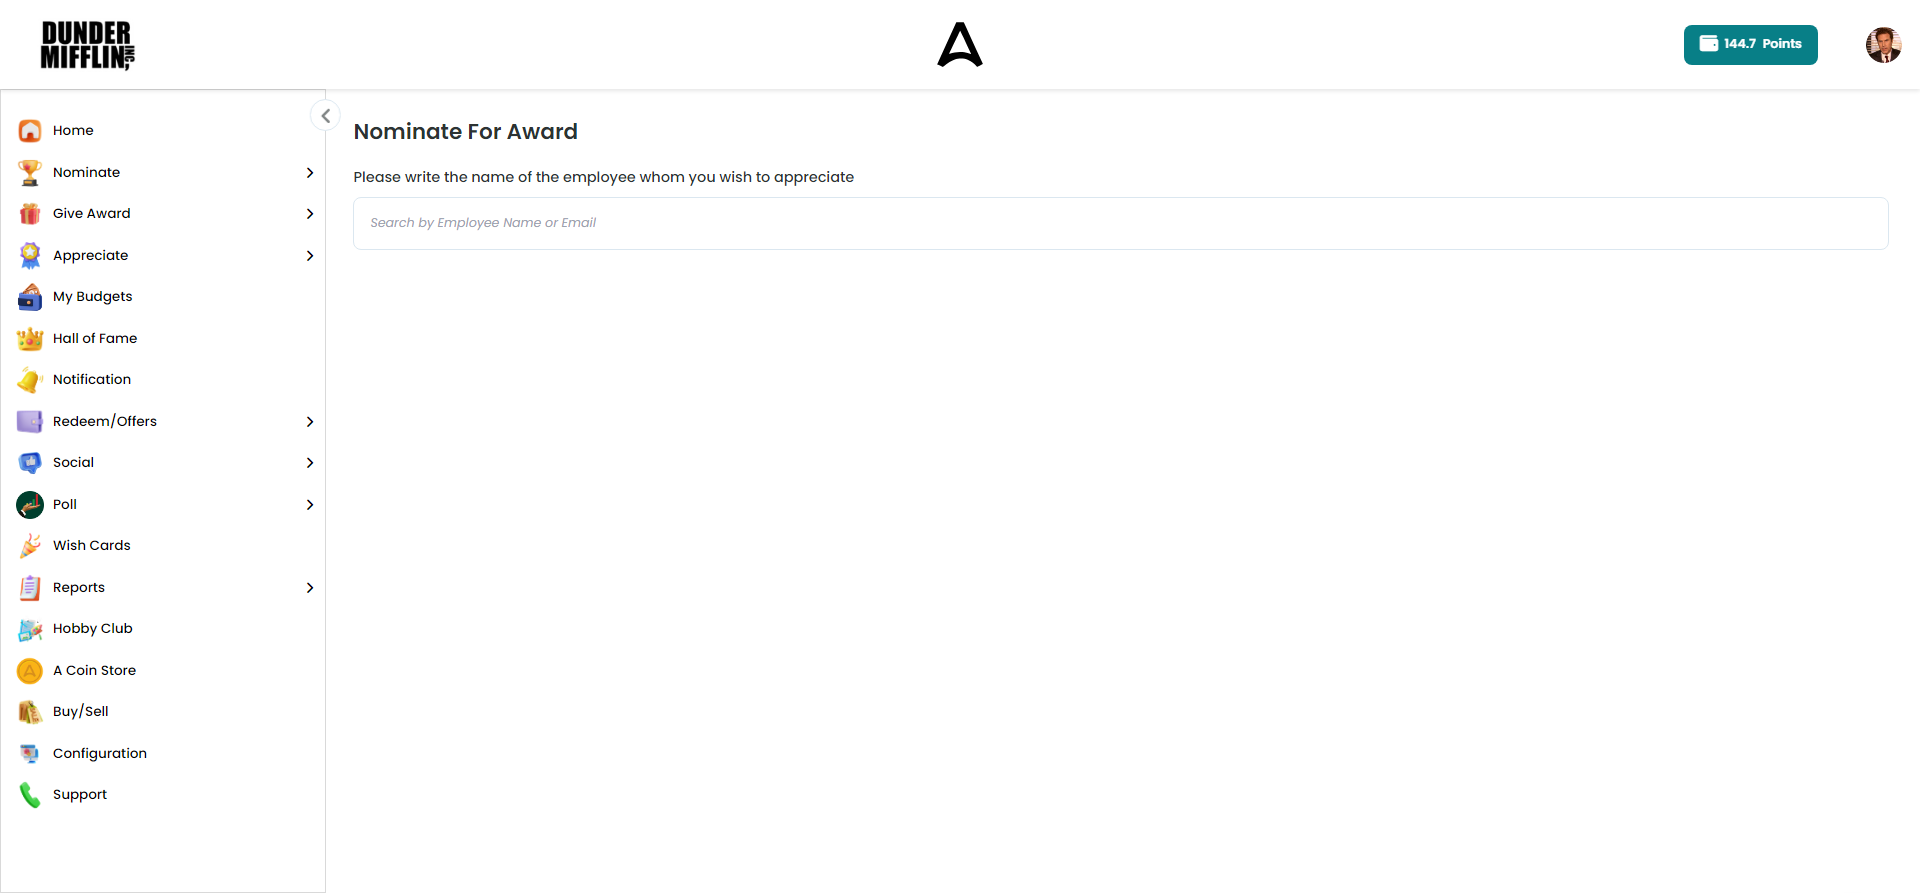 DUNDER
MIFFLIN, INC
A
144.7 Points
Home
Nominate
Give Award
Appreciate
My Budgets
Hall of Fame
Notification
Redeem/Offers
Social
Poll
Wish Cards
Reports
Hobby Club
A Coin Store
Buy/Sell
Configuration
Support
Nominate For Award
Please write the name of the employee whom you wish to appreciate
Search by Employee Name or Email